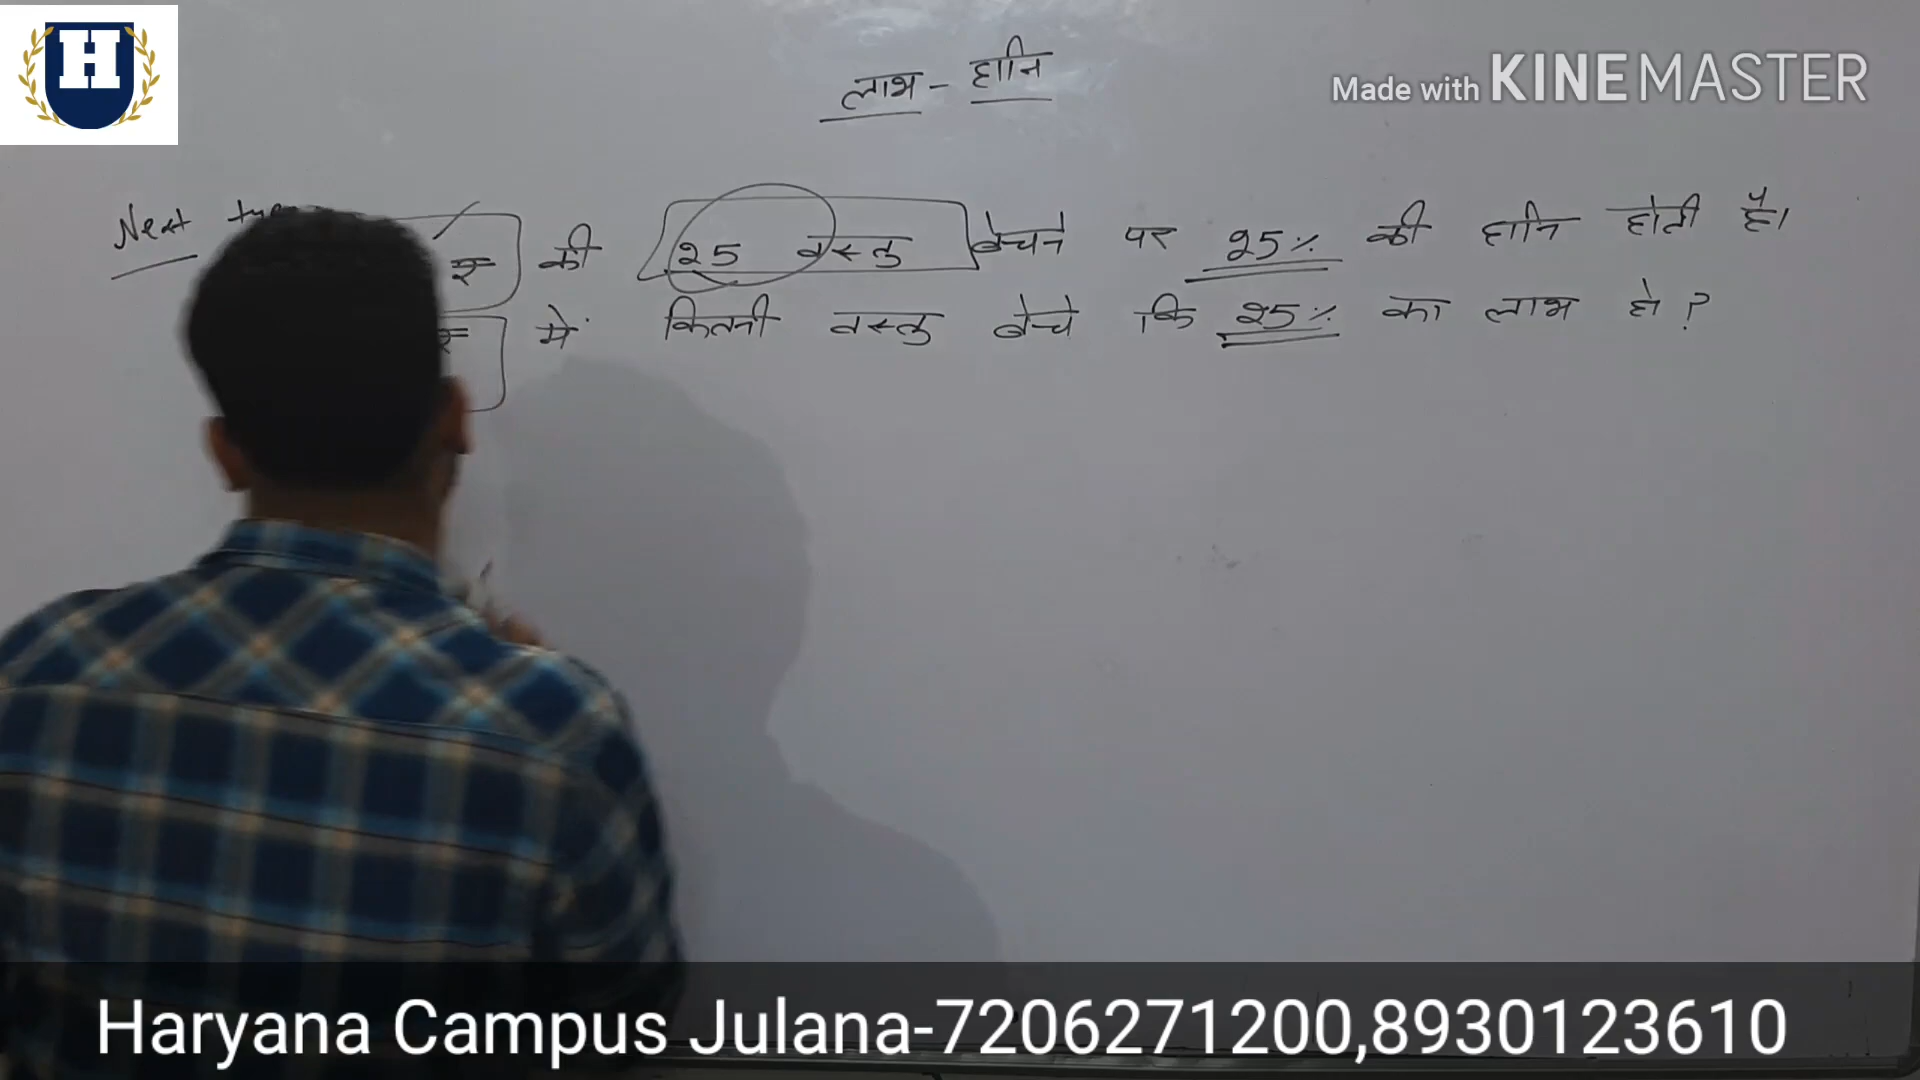 H
लाभ - हानि
Made with KINEMASTER
Next
₹ की 25 वस्तु बेचने पर 25% की हानि होती है।
₹ में कितनी वस्तु बेचे कि 25% का लाभ हो ?
Haryana Campus Julana-7206271200,8930123610